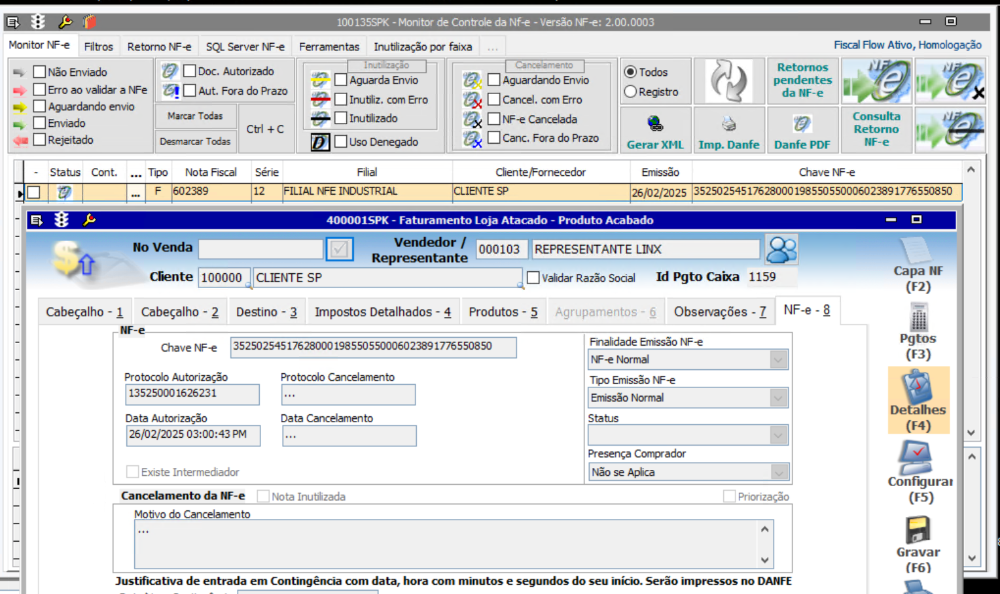 100135SPK - Monitor de Controle da Nf-e - Versão NF-e: 2.00.0003
Monitor NF-e Filtros Retorno NF-e SQL Server NF-e Ferramentas Inutilização por faixa ... Fiscal Flow Ativo, Homologação
Não Enviado
Erro ao validar a NFe
Aguardando envio
Enviado
Rejeitado
Doc. Autorizado
Aut. Fora do Prazo
Marcar Todas
Desmarcar Todas
Ctrl + C
Inutilização
Aguarda Envio
Inutiliz. com Erro
Inutilizado
Uso Denegado
Cancelamento
Aguardando Envio
Cancel. com Erro
NF-e Cancelada
Canc. Fora do Prazo
Todos
Registro
Gerar XML
Imp. Danfe
Retornos
pendentes
da NF-e
Danfe PDF
Consulta
Retorno
NF-e
- Status Cont. ... Tipo Nota Fiscal Série Filial Cliente/Fornecedor Emissão Chave NF-e
... F 602389 12 FILIAL NFE INDUSTRIAL CLIENTE SP 26/02/2025 35250254517628000198550550006023891776550850
400001SPK - Faturamento Loja Atacado - Produto Acabado
No Venda
Vendedor /
Representante
000103 REPRESENTANTE LINX
Cliente 100000 CLIENTE SP Validar Razão Social Id Pgto Caixa 1159
Cabeçalho - 1 Cabeçalho - 2 Destino - 3 Impostos Detalhados - 4 Produtos - 5 Agrupamentos - 6 Observações - 7 NF-e - 8
NF-e
Chave NF-e 35250254517628000198550550006023891776550850
Protocolo Autorização Protocolo Cancelamento
135250001626231 ...
Data Autorização Data Cancelamento
26/02/2025 03:00:43 PM ...
Existe Intermediador
Finalidade Emissão NF-e
NF-e Normal
Tipo Emissão NF-e
Emissão Normal
Status
Presença Comprador
Não se Aplica
Cancelamento da NF-e Nota Inutilizada Priorização
Motivo do Cancelamento
...
Justificativa de entrada em Contingência com data, hora com minutos e segundos do seu início. Serão impressos no DANFE
Capa NF
(F2)
Pgtos
(F3)
Detalhes
(F4)
Configurar
(F5)
Gravar
(F6)